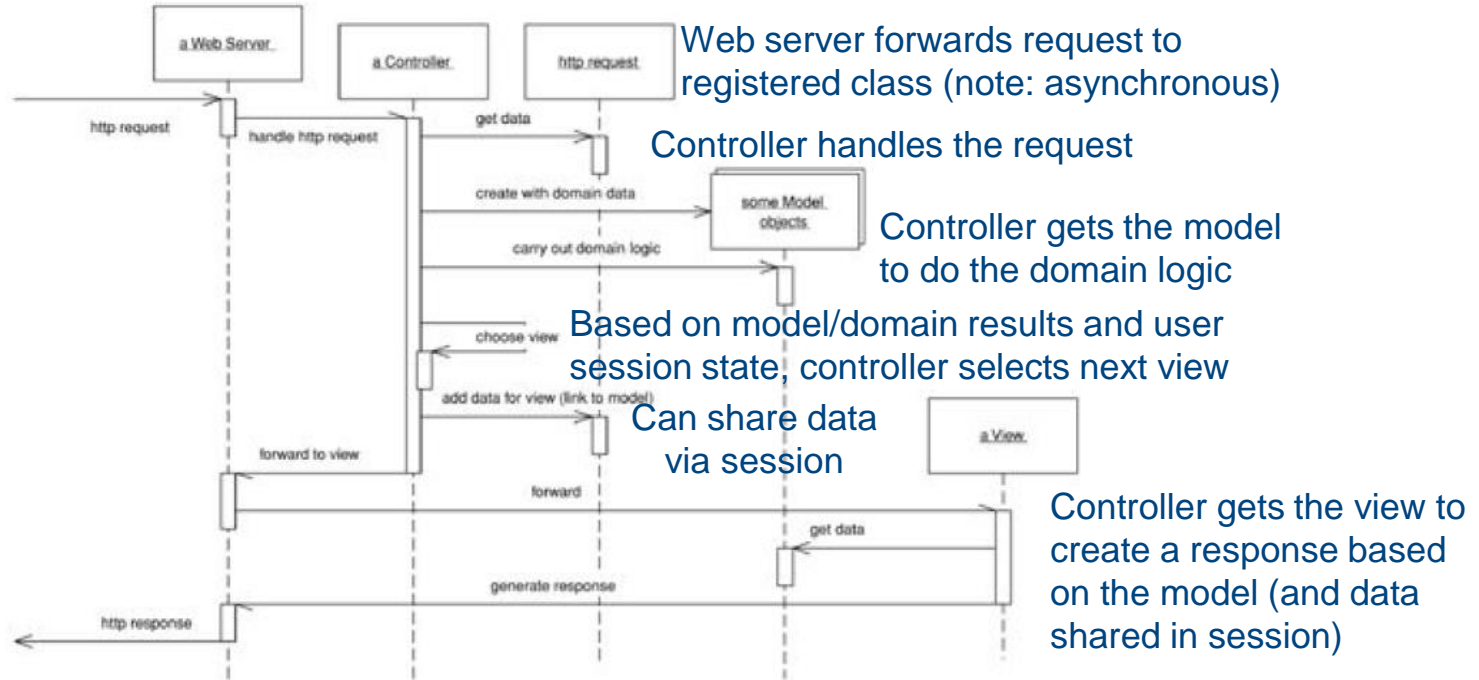 a Web Server
a Controller
http request
Web server forwards request to
registered class (note: asynchronous)
http request
handle http request
get data
Controller handles the request
create with domain data
some Model
objects
Controller gets the model
to do the domain logic
carry out domain logic
choose view
Based on model/domain results and user
session state, controller selects next view
add data for view (link to model)
Can share data
via session
a View
forward to view
forward
Controller gets the view to
create a response based
on the model (and data
shared in session)
get data
generate response
http response